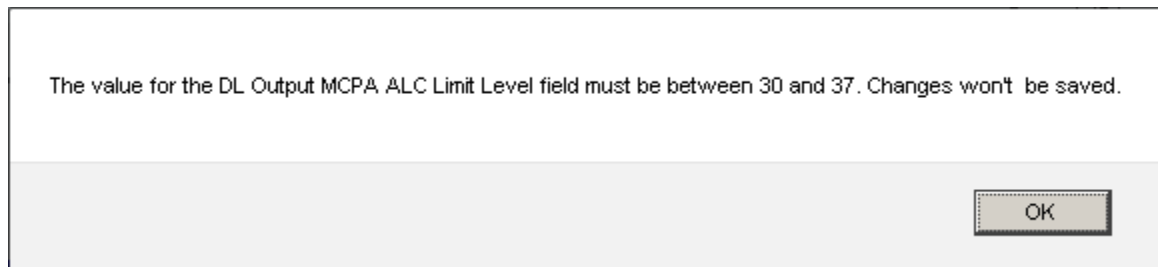 The value for the DL Output MCPA ALC Limit Level field must be between 30 and 37. Changes won't  be saved.
OK